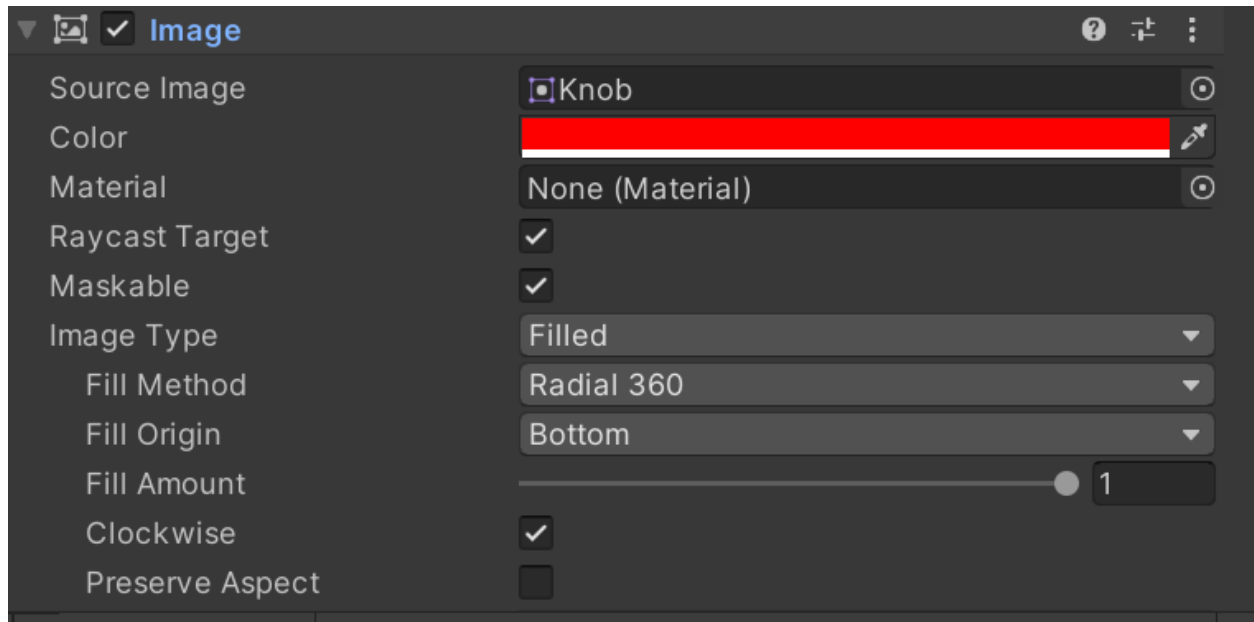 Image
Source Image Knob
Color
Material None (Material)
Raycast Target
Maskable
Image Type Filled
Fill Method Radial 360
Fill Origin Bottom
Fill Amount 1
Clockwise
Preserve Aspect